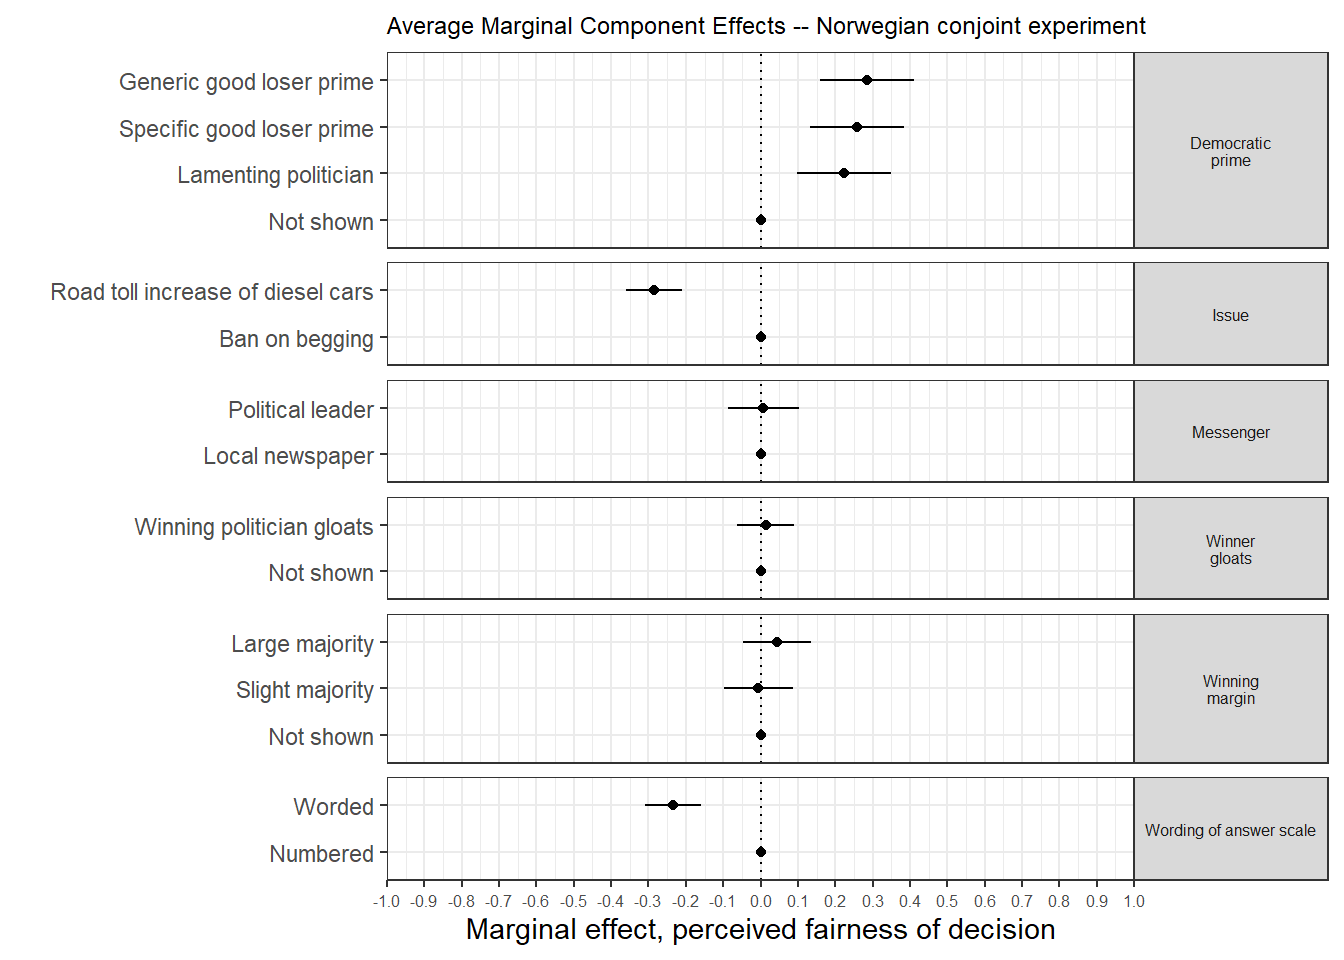 Average Marginal Component Effects -- Norwegian conjoint experiment
Generic good loser prime
Specific good loser prime
Lamenting politician
Not shown
Democratic
prime
Road toll increase of diesel cars
Ban on begging
Issue
Political leader
Local newspaper
Messenger
Winning politician gloats
Not shown
Winner
gloats
Large majority
Slight majority
Not shown
Winning
margin
Worded
Numbered
Wording of answer scale
-1.0 -0.9 -0.8 -0.7 -0.6 -0.5 -0.4 -0.3 -0.2 -0.1 0.0 0.1 0.2 0.3 0.4 0.5 0.6 0.7 0.8 0.9 1.0
Marginal effect, perceived fairness of decision